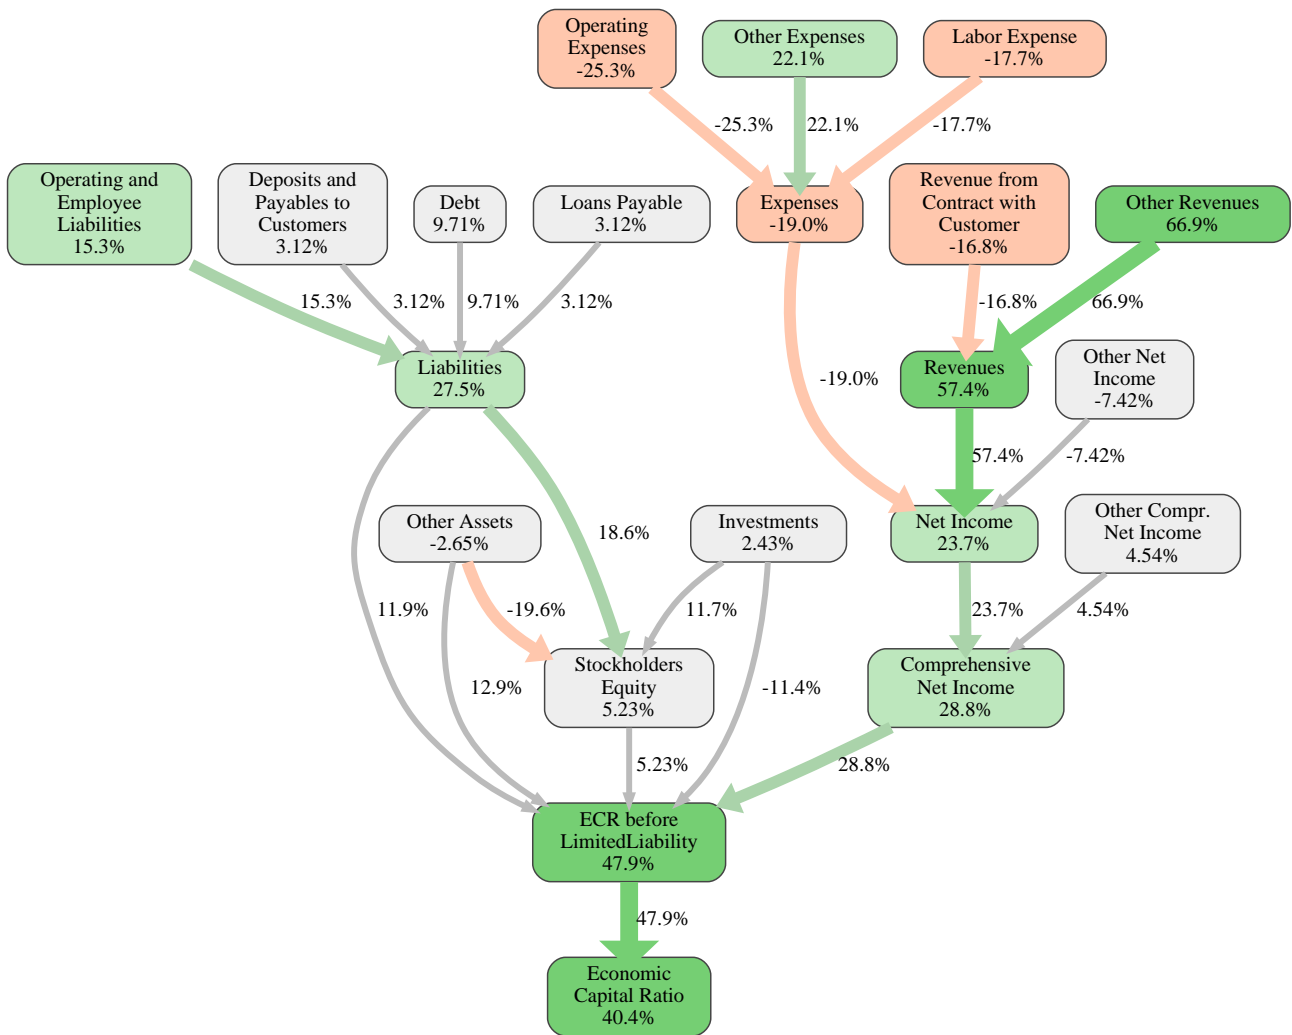 Operating
Expenses
-25.3%
Other Expenses
22.1%
Labor Expense
-17.7%
-25.3%
22.1%
-17.7%
Operating and
Employee
Liabilities
15.3%
Deposits and
Payables to
Customers
3.12%
Debt
9.71%
Loans Payable
3.12%
Expenses
-19.0%
Revenue from
Contract with
Customer
-16.8%
Other Revenues
66.9%
15.3%
3.12%
9.71%
3.12%
-16.8%
66.9%
Liabilities
27.5%
-19.0%
Revenues
57.4%
Other Net
Income
-7.42%
57.4%
-7.42%
Other Assets
-2.65%
18.6%
Investments
2.43%
Net Income
23.7%
Other Compr.
Net Income
4.54%
11.9%
-19.6%
11.7%
23.7%
4.54%
12.9%
Stockholders
Equity
5.23%
-11.4%
Comprehensive
Net Income
28.8%
5.23%
28.8%
ECR before
LimitedLiability
47.9%
47.9%
Economic
Capital Ratio
40.4%